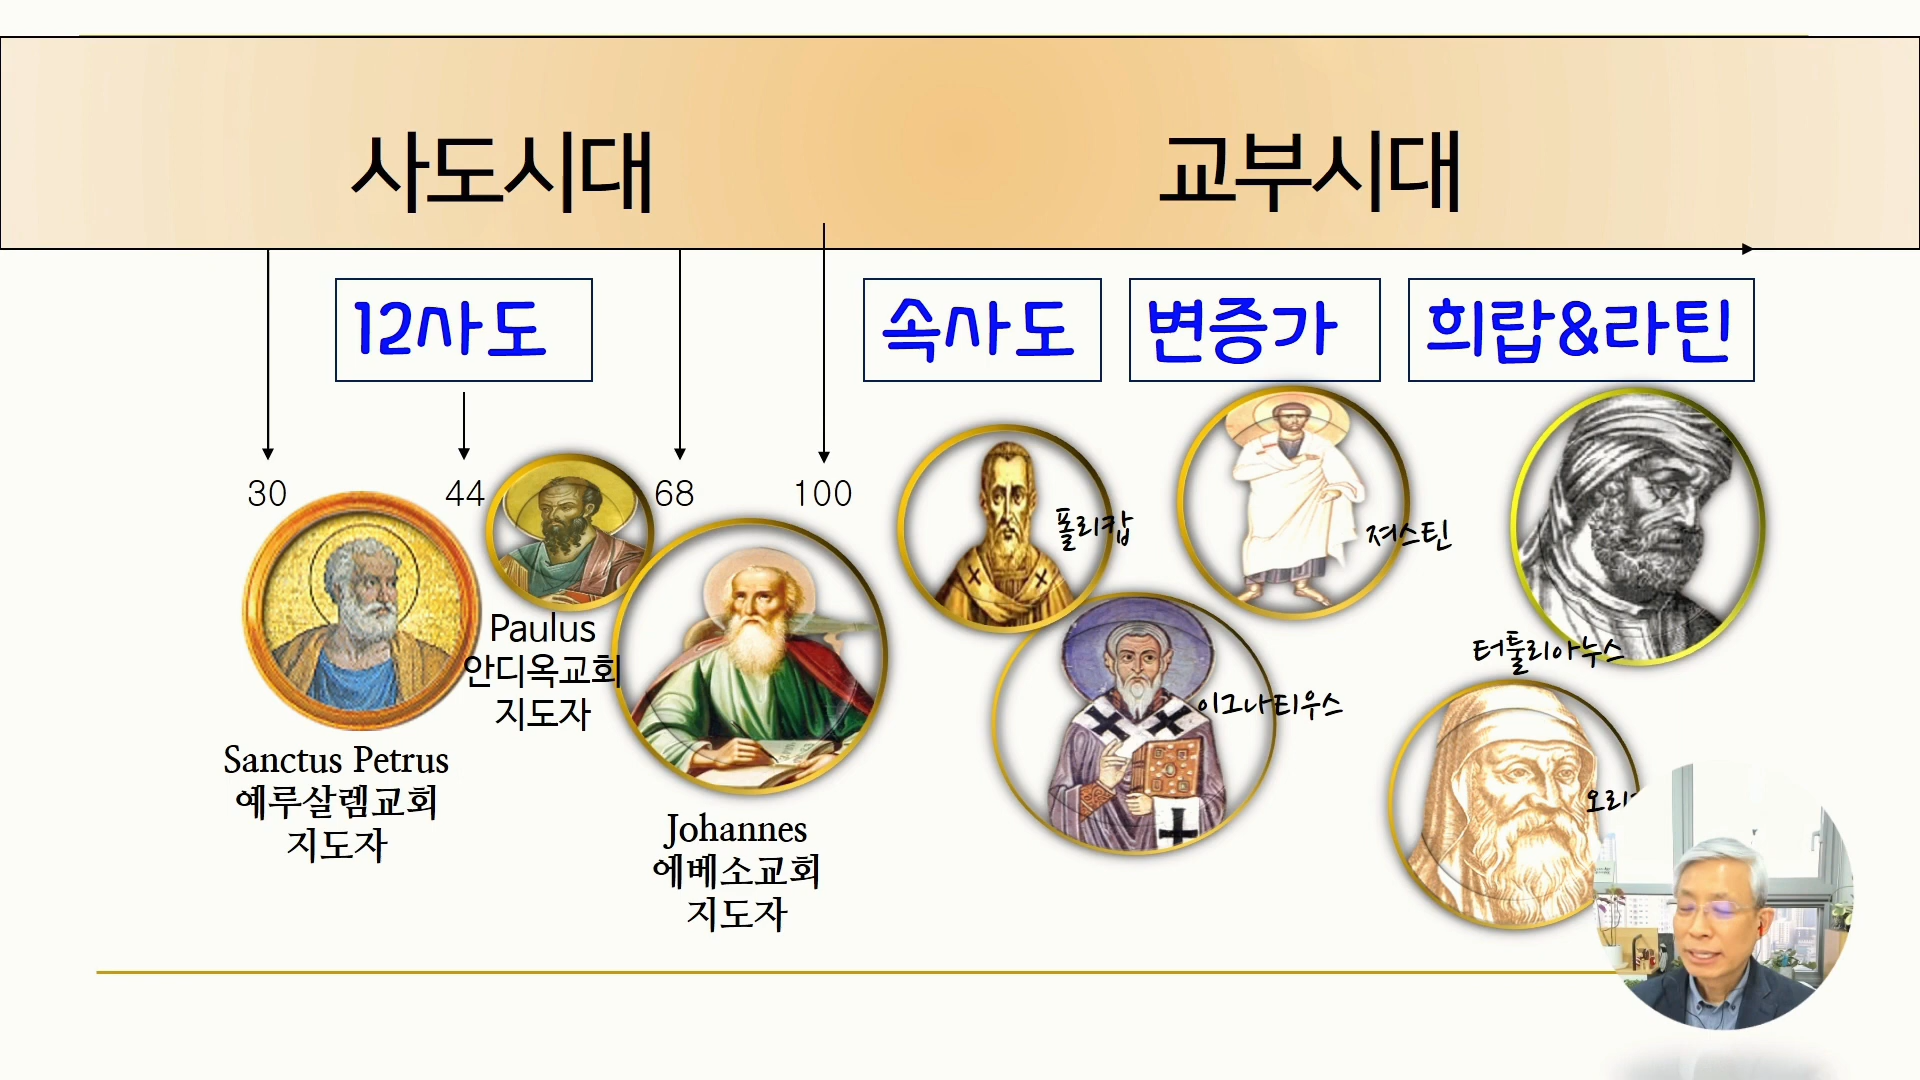 사도시대
교부시대
12사도
속사도
변증가
희랍&라틴
30
44
68
100
Sanctus Petrus
예루살렘교회
지도자
Paulus
안디옥교회
지도자
Johannes
에베소교회
지도자
폴리캅
이그나티우스
져스틴
터툴리아누스